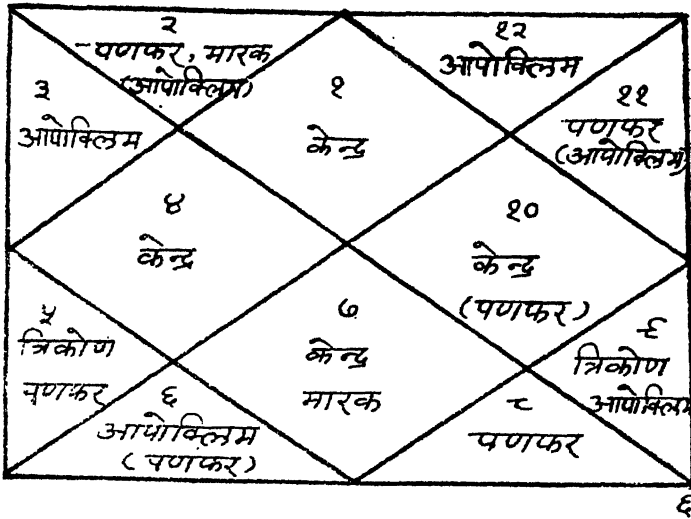 २
पणफर, मारक
(आपोक्लिम)
१२
आपोक्लिम
३
आपोक्लिम
१
केन्द्र
११
पणफर
(आपोक्लिम)
४
केन्द्र
१०
केन्द्र
(पणफर)
५
त्रिकोण
पणफर
७
केन्द्र
मारक
९
त्रिकोण
आपोक्लिम
६
आपोक्लिम
(पणफर)
८
पणफर
६